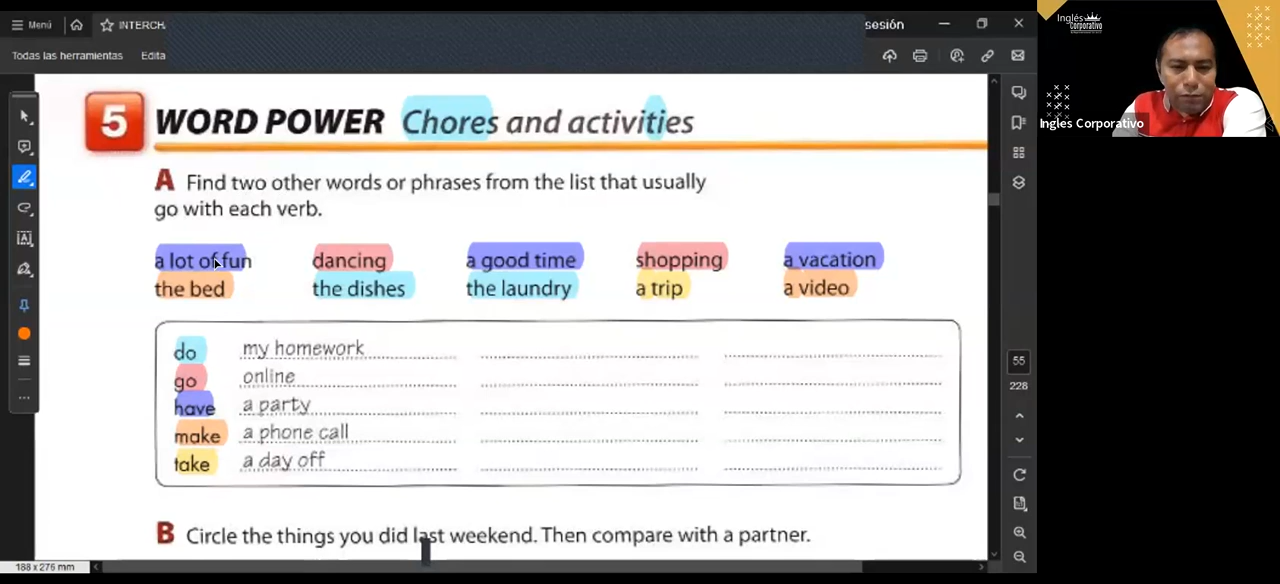 Menú INTERCH sesión
Todas las herramientas Edita
5 WORD POWER Chores and activities
A Find two other words or phrases from the list that usually
go with each verb.
a lot of fun dancing a good time shopping a vacation
the bed the dishes the laundry a trip a video
do my homework
go online
have a party
make a phone call
take a day off
B Circle the things you did last weekend. Then compare with a partner.
55
228
188 x 276 mm
Inglés
Corporativo
Ingles Corporativo